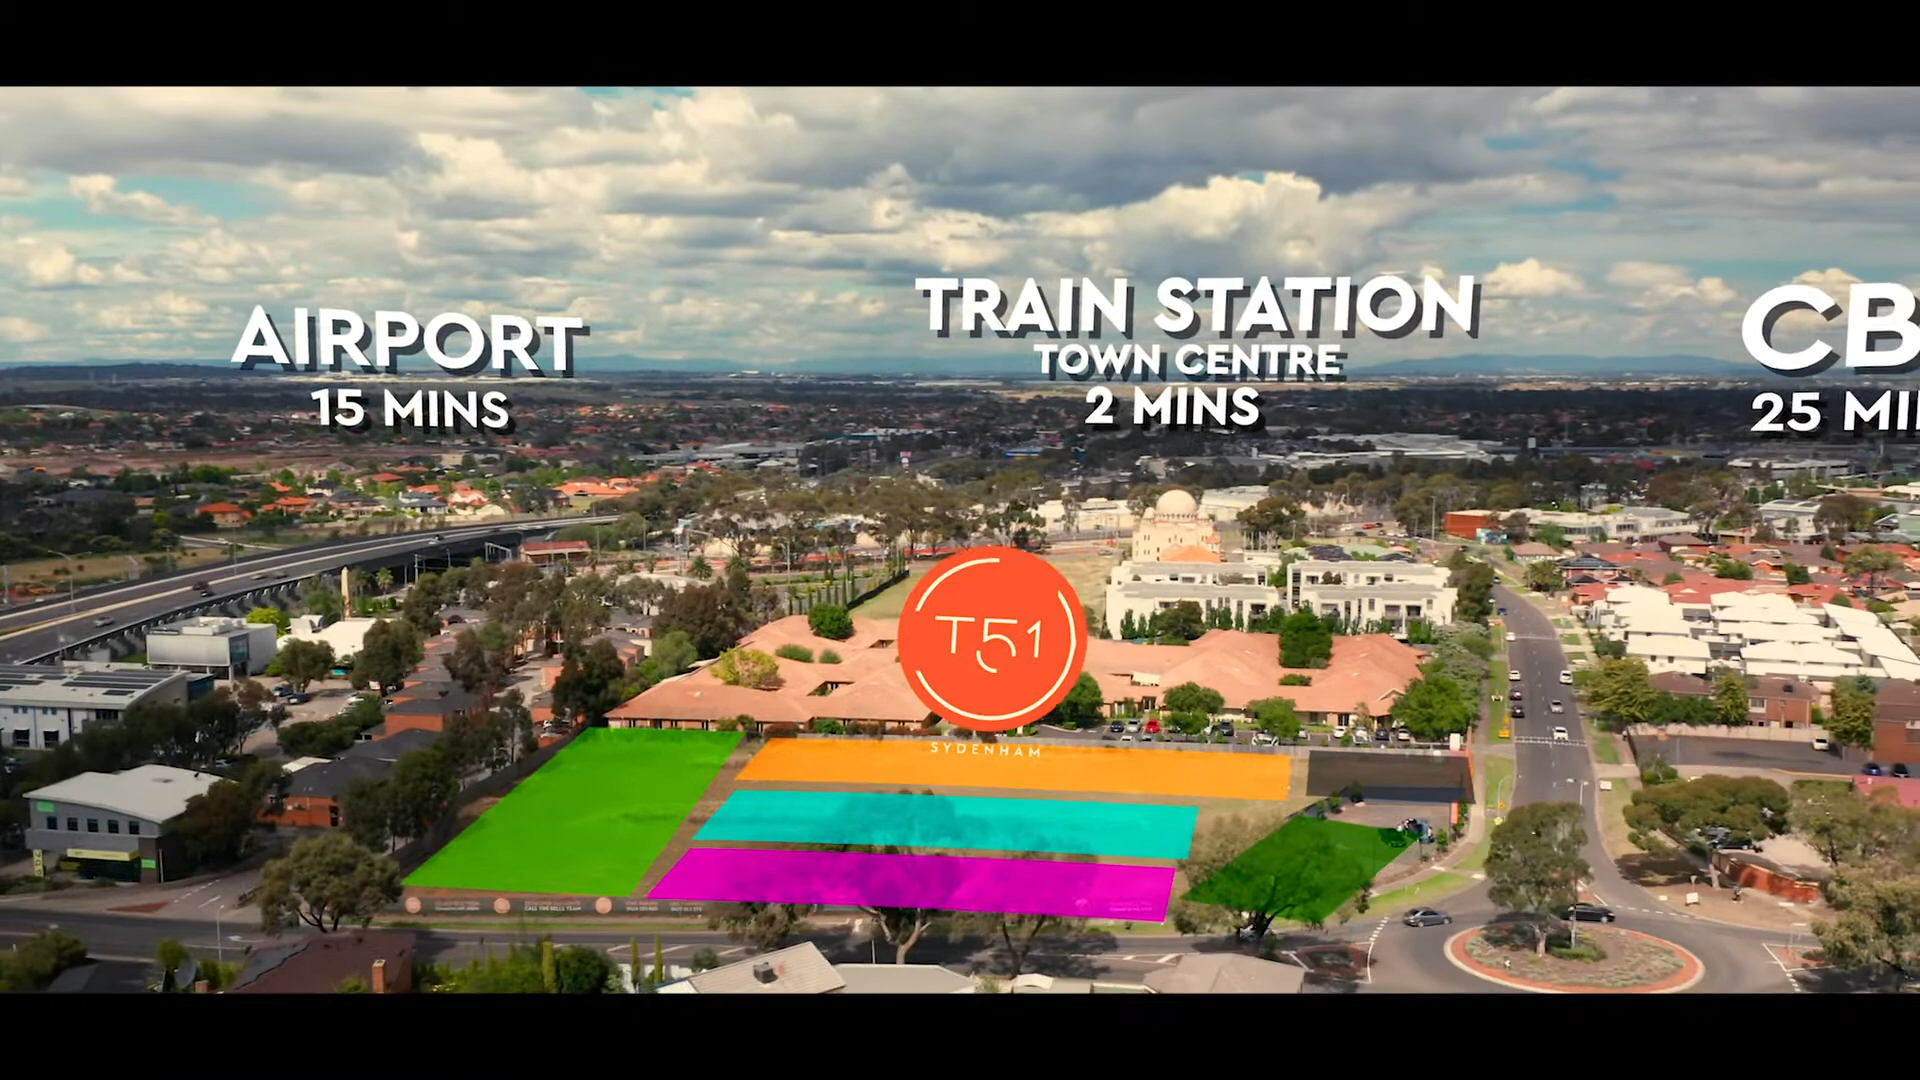 AIRPORT
15 MINS
TRAIN STATION
TOWN CENTRE
2 MINS
CB
25 MI
T51
SYDENHAM